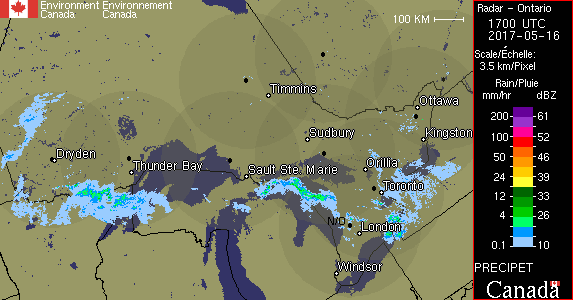 Environment Environnement
Canada Canada
100 KM
Timmins
Ottawa
Sudbury
Kingston
Dryden
Thunder Bay
Sault Ste. Marie
Orillia
Toronto
N/D
London
Windsor
Radar - Ontario
1700 UTC
2017-05-16
Scale/Échelle:
3.5 km/Pixel
Rain/Pluie
mm/hr dBZ
200 61
100 52
50 46
24 39
12 33
4 26
0.1 10
PRECIPET
Canada